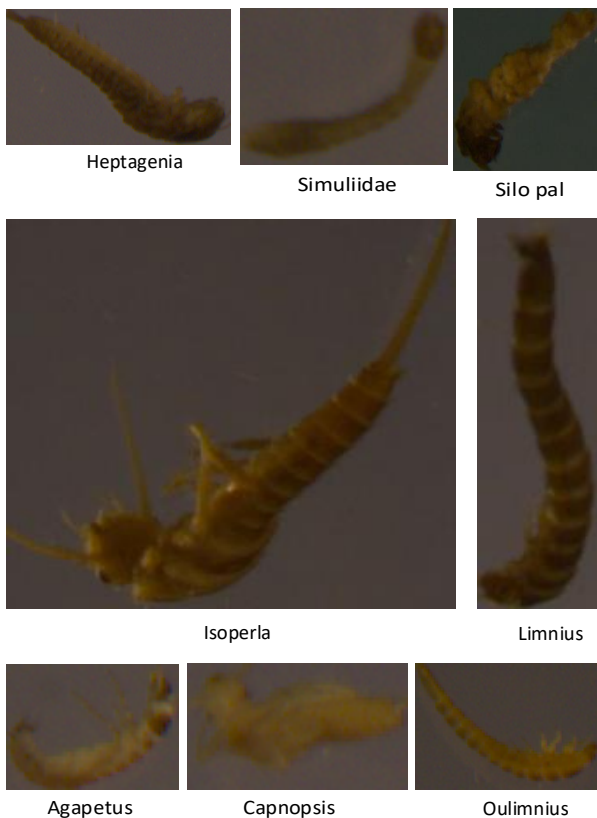 Heptagenia
Simuliidae
Silo pal
Isoperla
Limnius
Agapetus
Capnopsis
Oulimnius